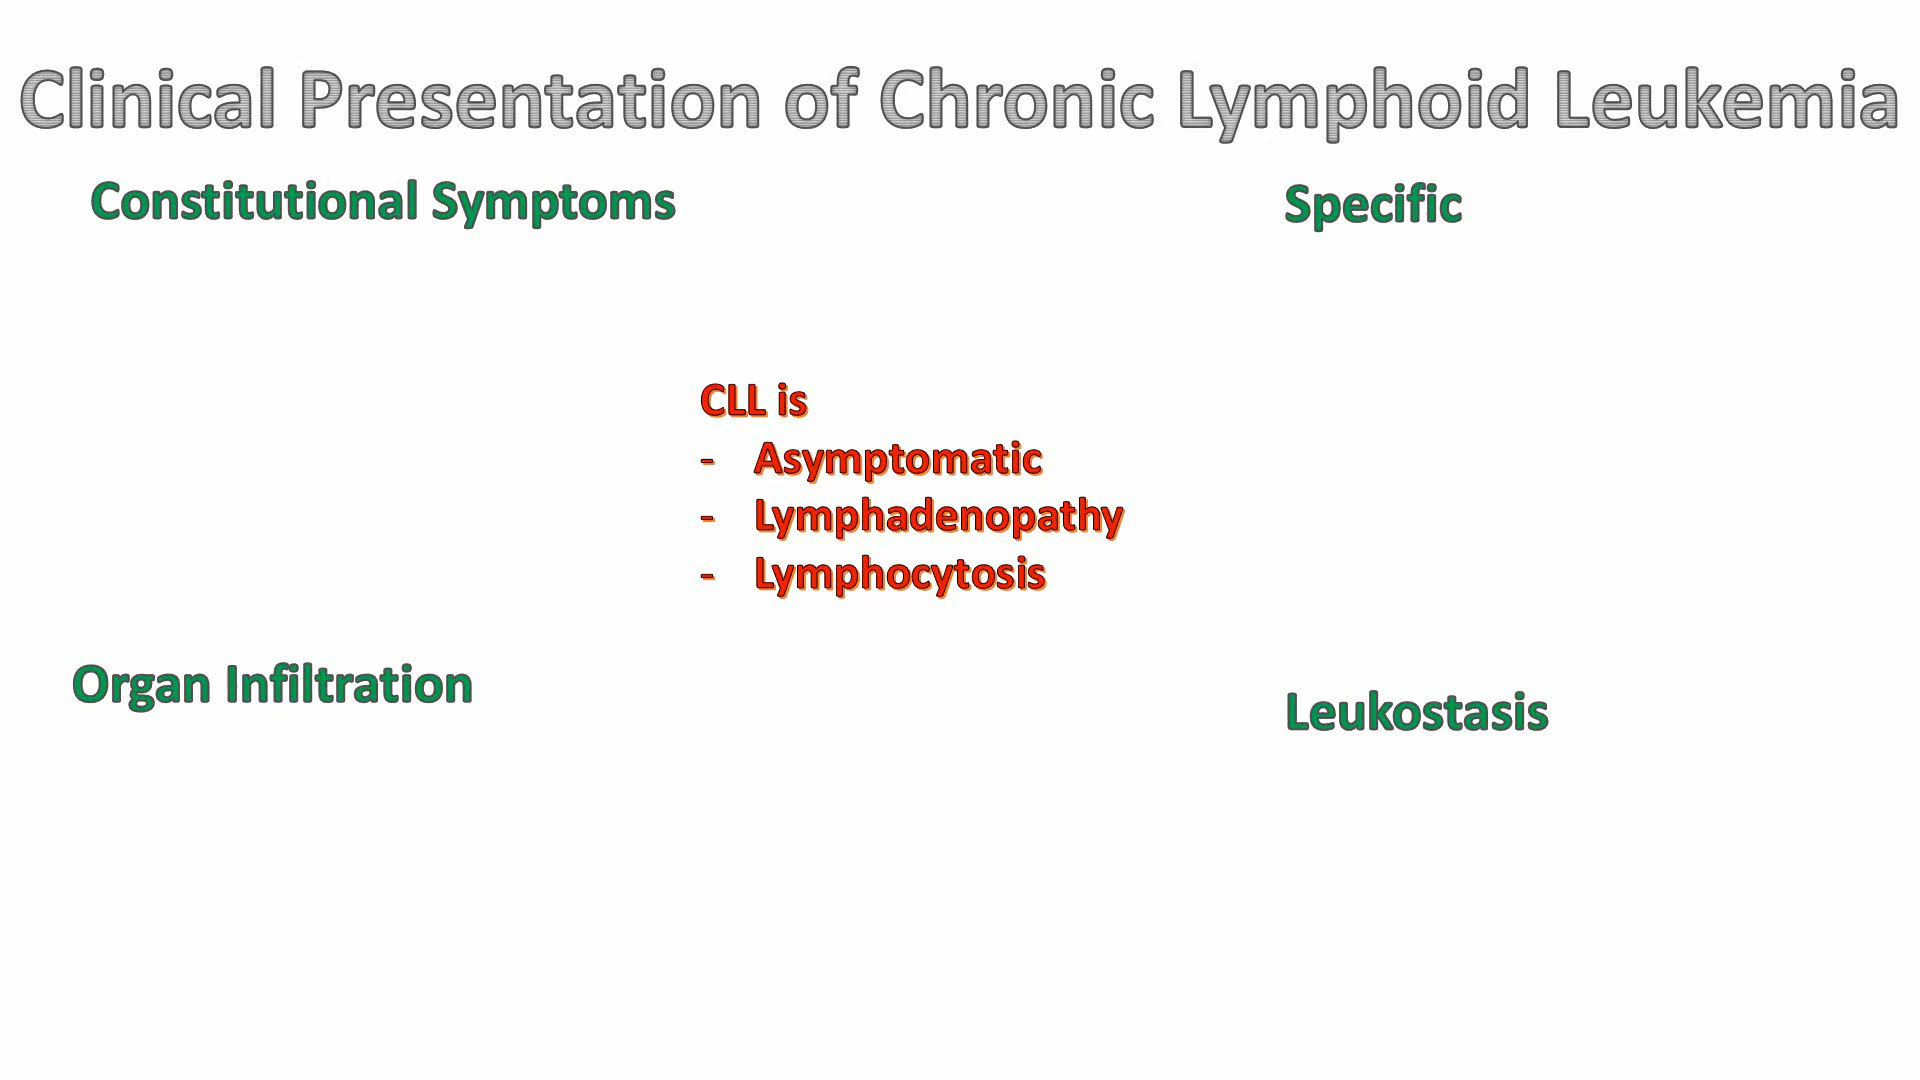 Clinical Presentation of Chronic Lymphoid Leukemia
Constitutional Symptoms
Specific
CLL is
- Asymptomatic
- Lymphadenopathy
- Lymphocytosis
Organ Infiltration
Leukostasis